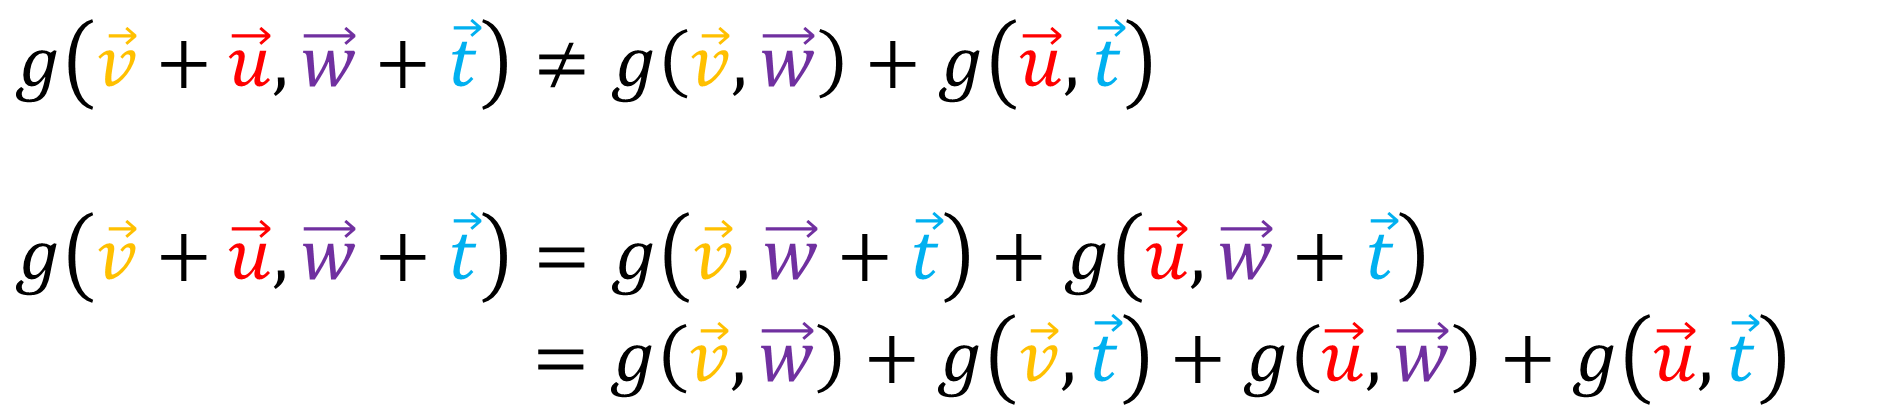 g(v⃗ + u⃗, w⃗ + t⃗) ≠ g(v⃗, w⃗) + g(u⃗, t⃗)
g(v⃗ + u⃗, w⃗ + t⃗) = g(v⃗, w⃗ + t⃗) + g(u⃗, w⃗ + t⃗)
= g(v⃗, w⃗) + g(v⃗, t⃗) + g(u⃗, w⃗) + g(u⃗, t⃗)